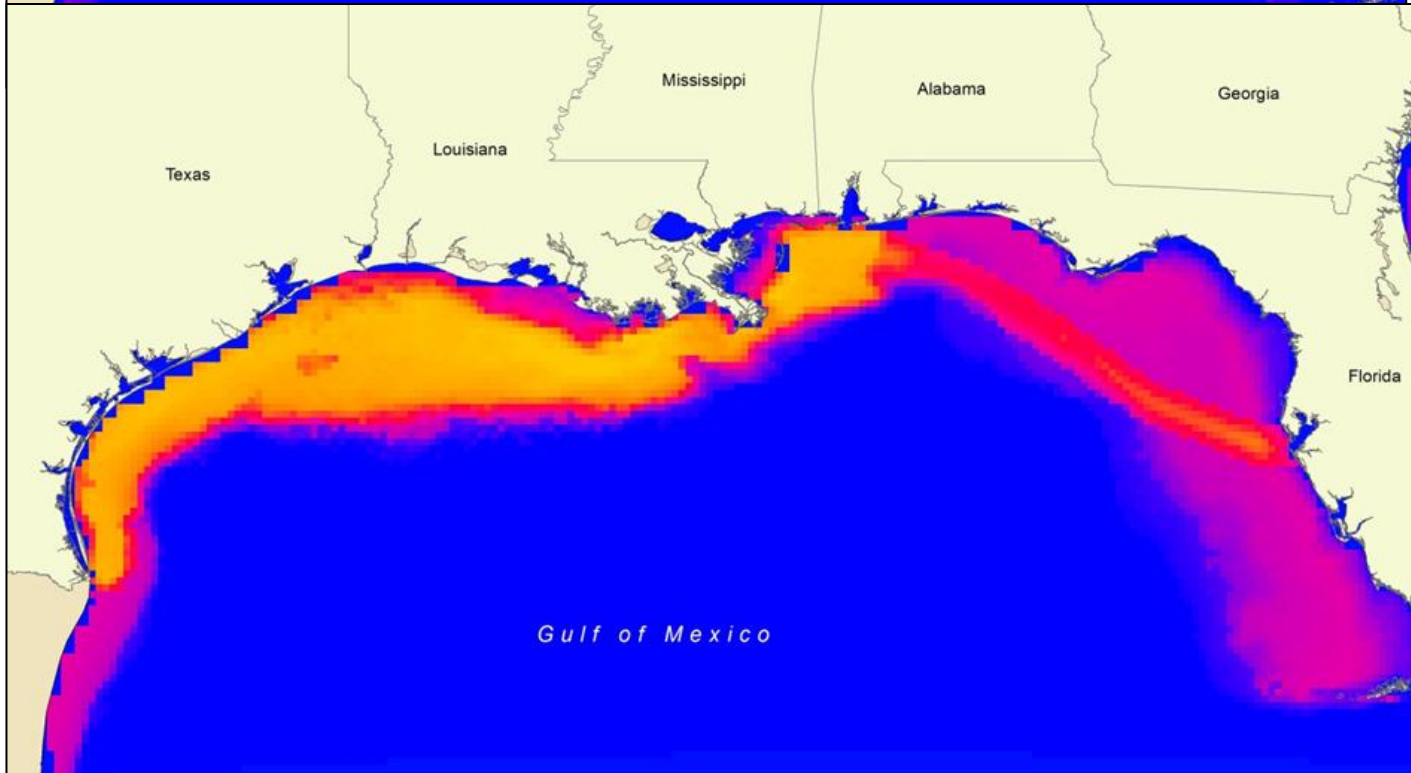 Mississippi
Alabama
Georgia
Louisiana
Texas
Florida
Gulf of Mexico